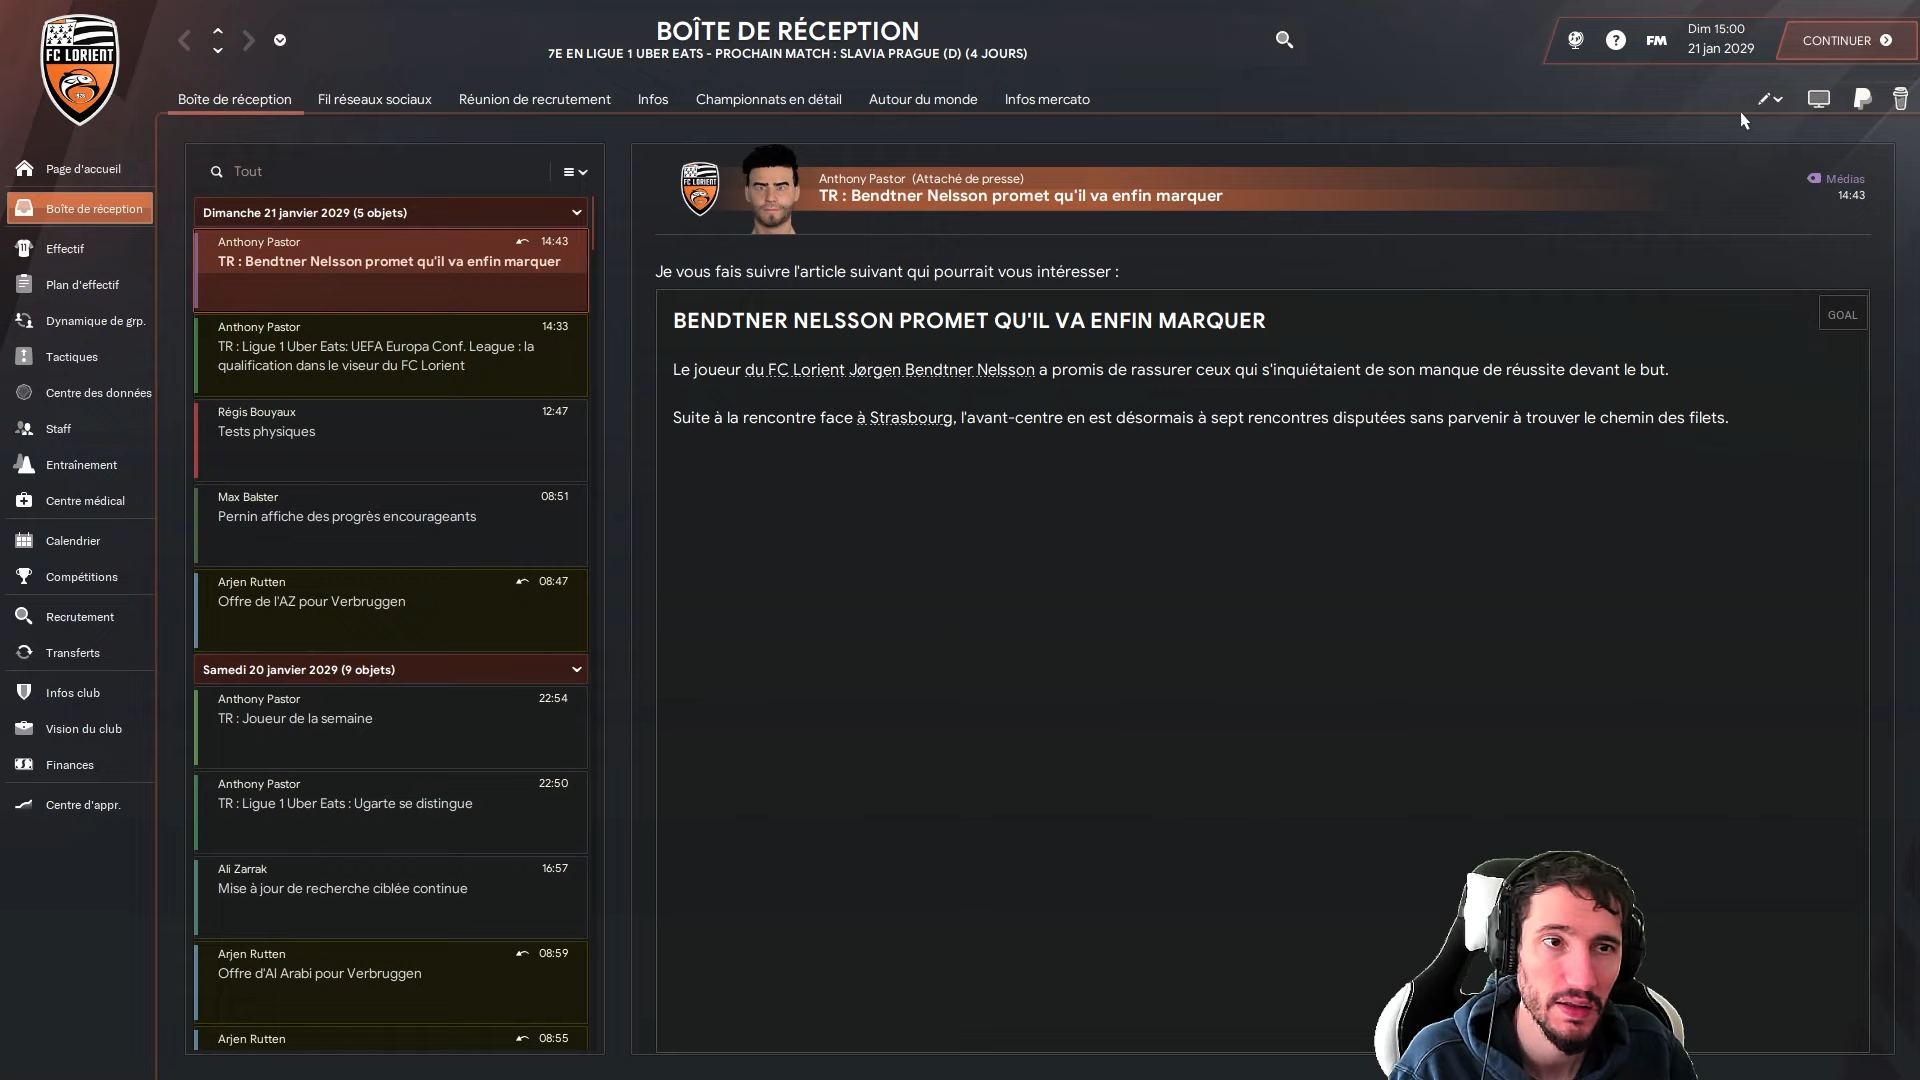 FC LORIENT
BOÎTE DE RÉCEPTION
7E EN LIGUE 1 UBER EATS - PROCHAIN MATCH : SLAVIA PRAGUE (D) (4 JOURS)
FM
Dim 15:00
21 jan 2029
CONTINUER
Boîte de réception
Fil réseaux sociaux
Réunion de recrutement
Infos
Championnats en détail
Autour du monde
Infos mercato
Page d'accueil
Boîte de réception
Effectif
Plan d'effectif
Dynamique de grp.
Tactiques
Centre des données
Staff
Entraînement
Centre médical
Calendrier
Compétitions
Recrutement
Transferts
Infos club
Vision du club
Finances
Centre d'appr.
Tout
Dimanche 21 janvier 2029 (5 objets)
Anthony Pastor 14:43
TR : Bendtner Nelsson promet qu'il va enfin marquer
Anthony Pastor 14:33
TR : Ligue 1 Uber Eats: UEFA Europa Conf. League : la
qualification dans le viseur du FC Lorient
Régis Bouyaux 12:47
Tests physiques
Max Balster 08:51
Pernin affiche des progrès encourageants
Arjen Rutten 08:47
Offre de l'AZ pour Verbruggen
Samedi 20 janvier 2029 (9 objets)
Anthony Pastor 22:54
TR : Joueur de la semaine
Anthony Pastor 22:50
TR : Ligue 1 Uber Eats : Ugarte se distingue
Ali Zarrak 16:57
Mise à jour de recherche ciblée continue
Arjen Rutten 08:59
Offre d'Al Arabi pour Verbruggen
Arjen Rutten 08:55
FC LORIENT
Anthony Pastor (Attaché de presse)
TR : Bendtner Nelsson promet qu'il va enfin marquer
Médias
14:43
Je vous fais suivre l'article suivant qui pourrait vous intéresser :
BENDTNER NELSSON PROMET QU'IL VA ENFIN MARQUER
GOAL
Le joueur du FC Lorient Jørgen Bendtner Nelsson a promis de rassurer ceux qui s'inquiétaient de son manque de réussite devant le but.
Suite à la rencontre face à Strasbourg, l'avant-centre en est désormais à sept rencontres disputées sans parvenir à trouver le chemin des filets.